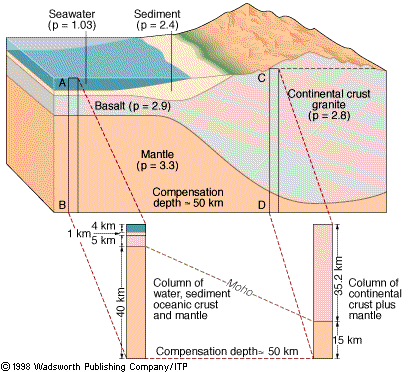 Seawater
(p = 1.03)
Sediment
(p = 2.4)
A
C
Basalt (p = 2.9)
Continental crust
granite
(p = 2.8)
Mantle
(p = 3.3)
Compensation
depth ≈ 50 km
B
D
4 km
1 km
5 km
40 km
Column of
water, sediment
oceanic crust
and mantle
Moho
35.2 km
15 km
Column of
continental
crust plus
mantle
Compensation depth≈ 50 km
© 1998 Wadsworth Publishing Company/ITP